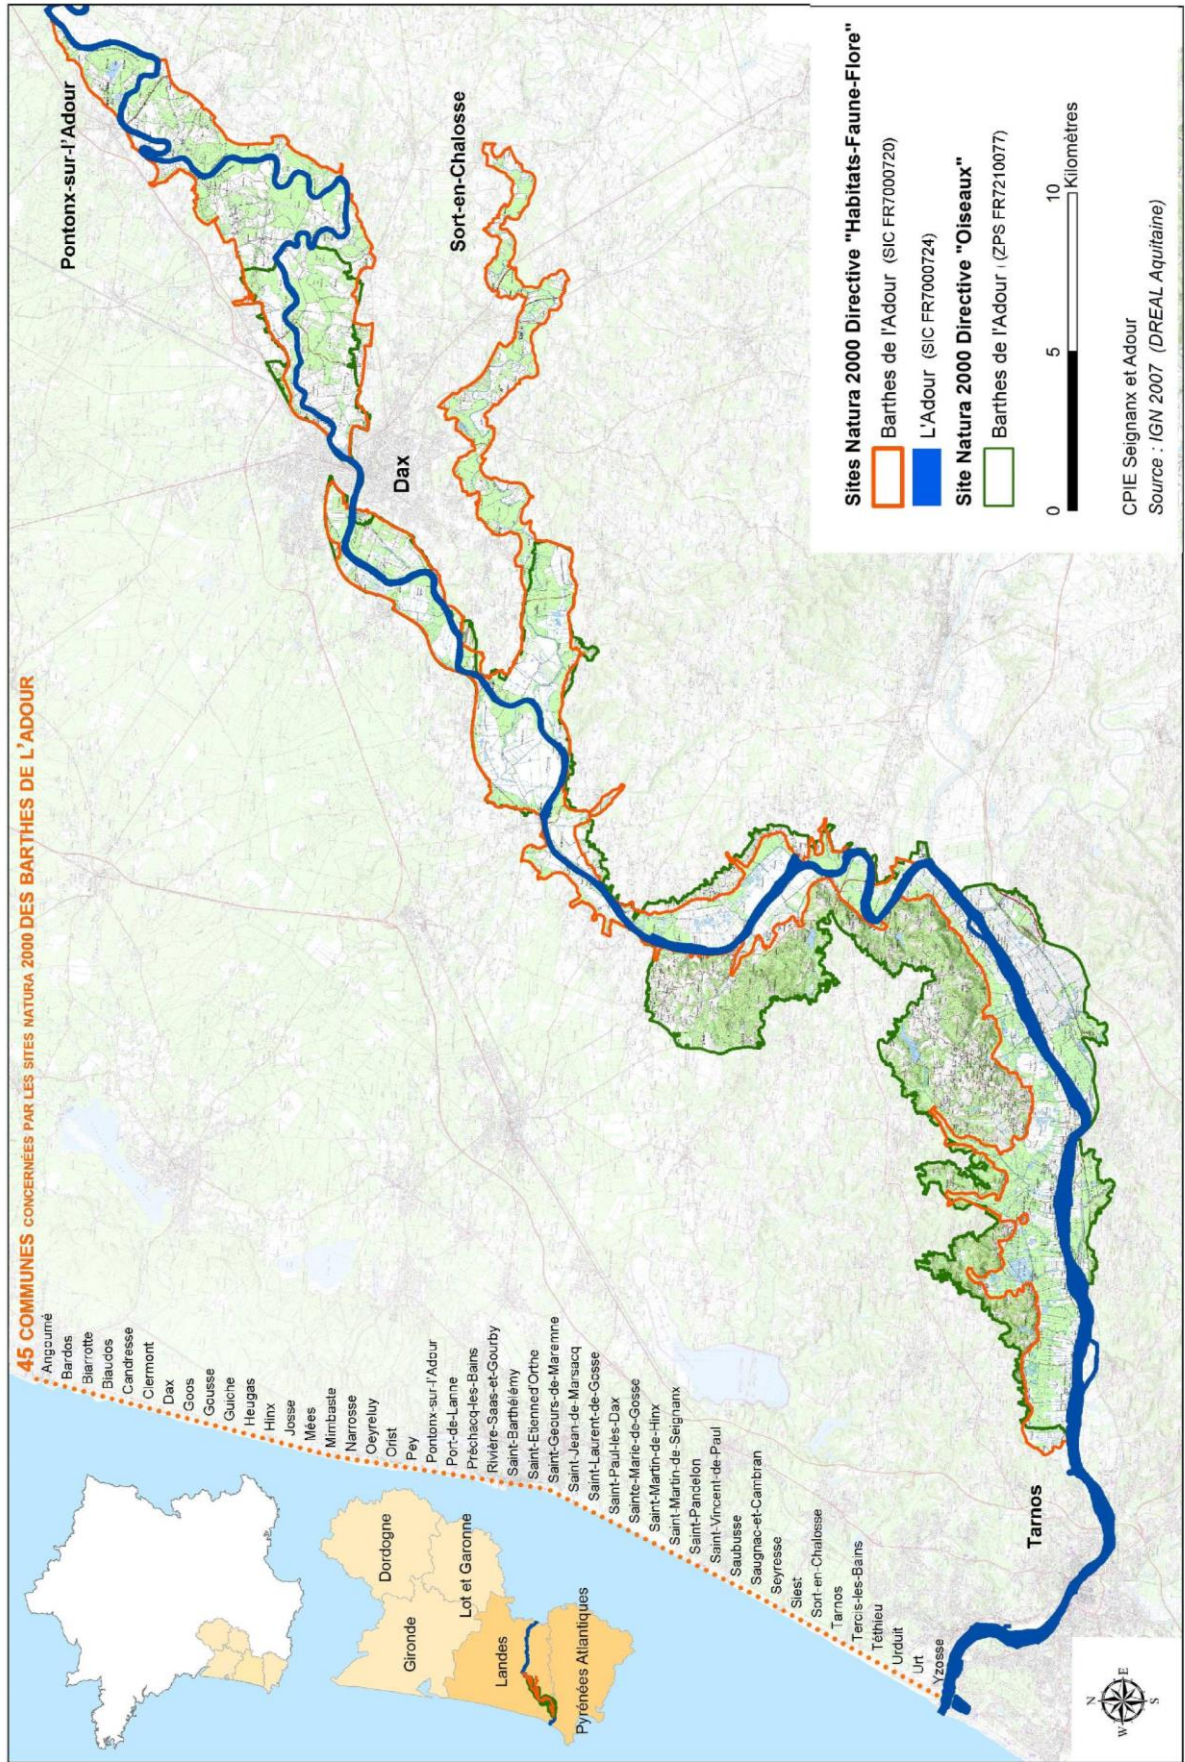 45 COMMUNES CONCERNÉES PAR LES SITES NATURA 2000 DES BARTHES DE L'ADOUR
Angoumé
Bardos
Biarrotte
Biaudos
Candresse
Clermont
Dax
Goos
Gousse
Guiche
Heugas
Hinx
Josse
Mées
Mimbaste
Narrosse
Oeyreluy
Orist
Pey
Pontonx-sur-l'Adour
Port-de-Lanne
Préchacq-les-Bains
Rivière-Saas-et-Gourby
Saint-Barthélémy
Saint-Etienned'Orthe
Saint-Geours-de-Maremne
Saint-Jean-de-Marsacq
Saint-Laurent-de-Gosse
Saint-Paul-lès-Dax
Sainte-Marie-de-Gosse
Saint-Martin-de-Hinx
Saint-Martin-de-Seignanx
Saint-Pandelon
Saint-Vincent-de-Paul
Saubusse
Saugnac-et-Cambran
Seyresse
Siest
Sort-en-Chalosse
Tarnos
Tercis-les-Bains
Téthieu
Urduit
Urt
Yzosse
Gironde
Dordogne
Lot et Garonne
Landes
Pyrénées Atlantiques
Pontonx-sur-l'Adour
Sort-en-Chalosse
Dax
Tarnos
N
W
E
S
Sites Natura 2000 Directive "Habitats-Faune-Flore"
Barthes de l'Adour (SIC FR7000720)
L'Adour (SIC FR7000724)
Site Natura 2000 Directive "Oiseaux"
Barthes de l'Adour (ZPS FR7210077)
0 5 10
Kilomètres
CPIE Seignanx et Adour
Source : IGN 2007 (DREAL Aquitaine)